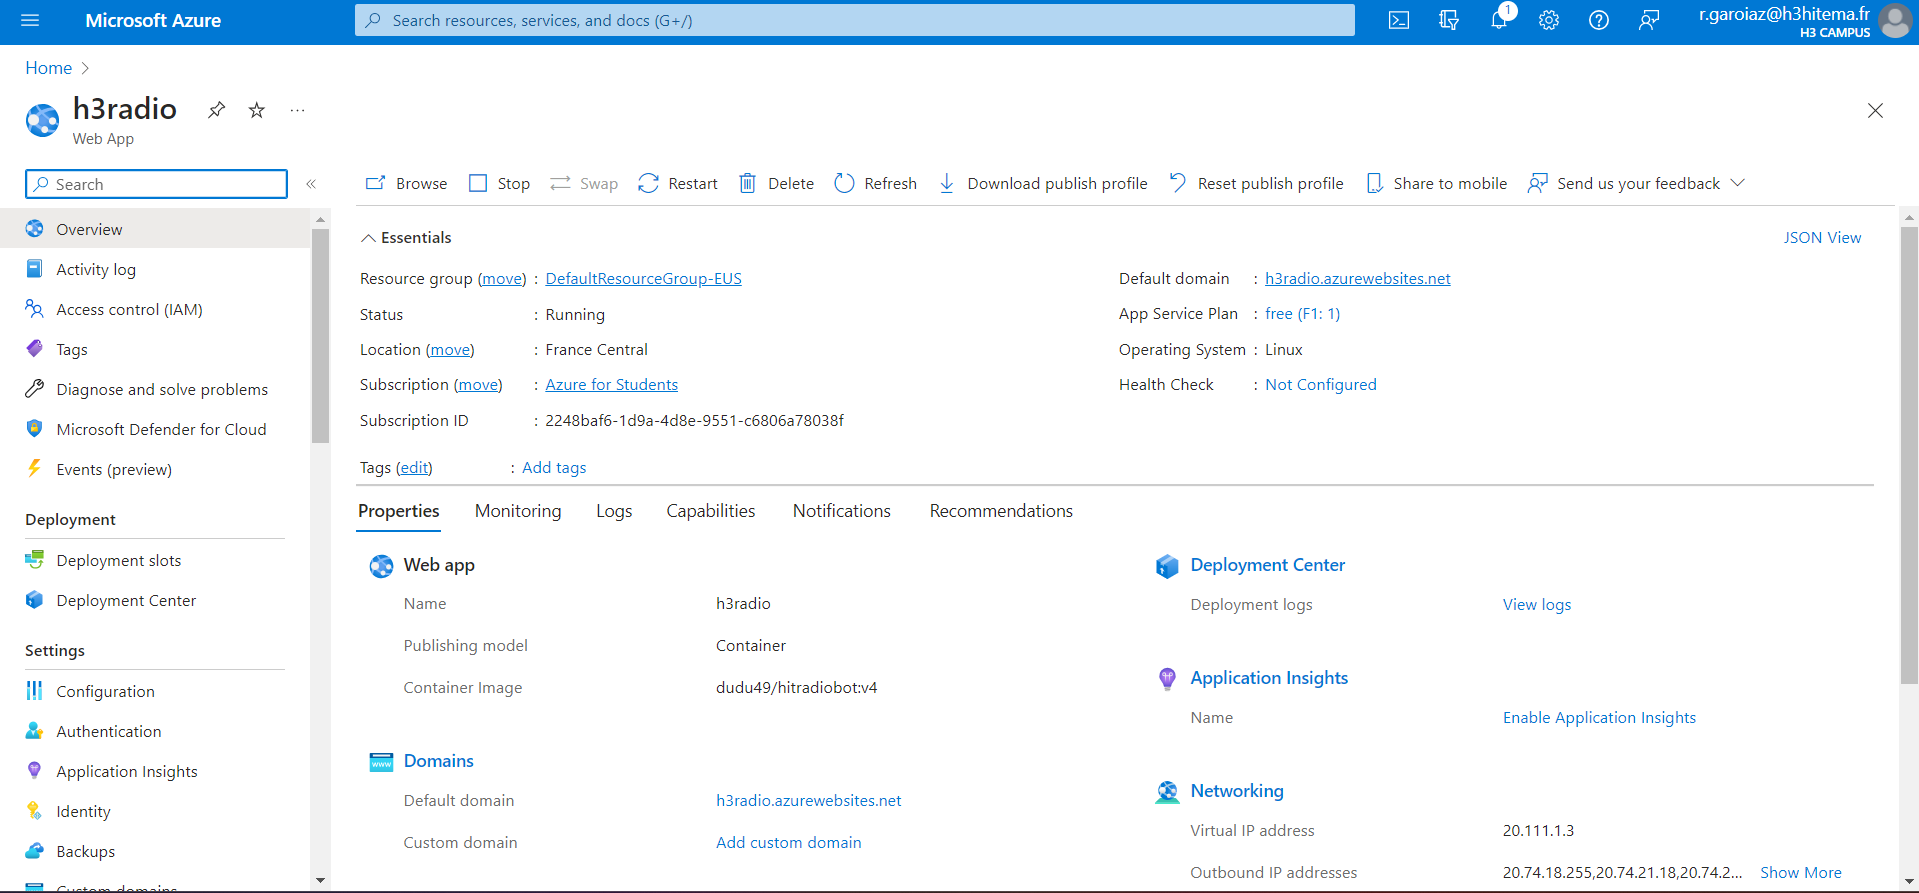 Microsoft Azure
Search resources, services, and docs (G+/)
1
r.garoiaz@h3hitema.fr
H3 CAMPUS
Home
h3radio
Web App
Search
Browse
Stop
Swap
Restart
Delete
Refresh
Download publish profile
Reset publish profile
Share to mobile
Send us your feedback
Overview
Activity log
Access control (IAM)
Tags
Diagnose and solve problems
Microsoft Defender for Cloud
Events (preview)
Deployment
Deployment slots
Deployment Center
Settings
Configuration
Authentication
Application Insights
Identity
Backups
Custom domains
Essentials
JSON View
Resource group (move) : DefaultResourceGroup-EUS
Status : Running
Location (move) : France Central
Subscription (move) : Azure for Students
Subscription ID : 2248baf6-1d9a-4d8e-9551-c6806a78038f
Default domain : h3radio.azurewebsites.net
App Service Plan : free (F1: 1)
Operating System : Linux
Health Check : Not Configured
Tags (edit) : Add tags
Properties
Monitoring
Logs
Capabilities
Notifications
Recommendations
Web app
Name h3radio
Publishing model Container
Container Image dudu49/hitradiobot:v4
www
Domains
Default domain h3radio.azurewebsites.net
Custom domain Add custom domain
Deployment Center
Deployment logs View logs
Application Insights
Name Enable Application Insights
Networking
Virtual IP address 20.111.1.3
Outbound IP addresses 20.74.18.255,20.74.21.18,20.74.2... Show More